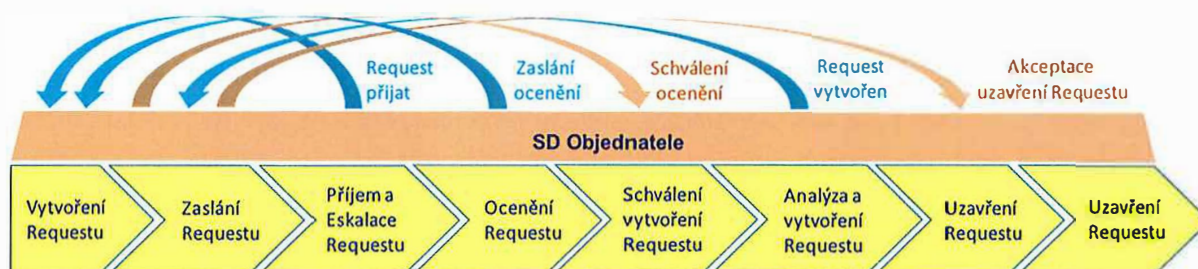 Request
přijat
Zaslání
ocenění
Schválení
ocenění
Request
vytvořen
Akceptace
uzavření Requestu
SD Objednatele
Vytvoření
Requestu
Zaslání
Requestu
Příjem a
Eskalace
Requestu
Ocenění
Requestu
Schválení
vytvoření
Requestu
Analýza a
vytvoření
Requestu
Uzavření
Requestu
Uzavření
Requestu